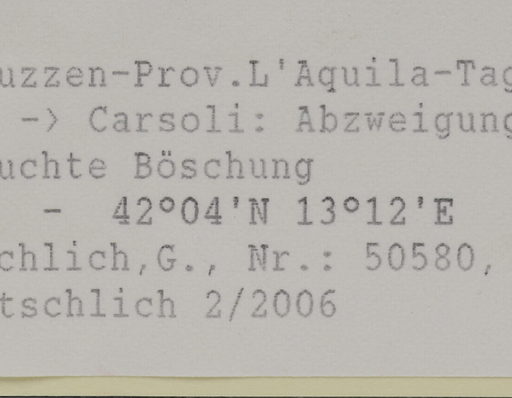 uzzen-Prov.L'Aquila-Tag
-> Carsoli: Abzweigung
uchte Böschung
- 42°04'N 13°12'E
chlich,G., Nr.: 50580,
tschlich 2/2006